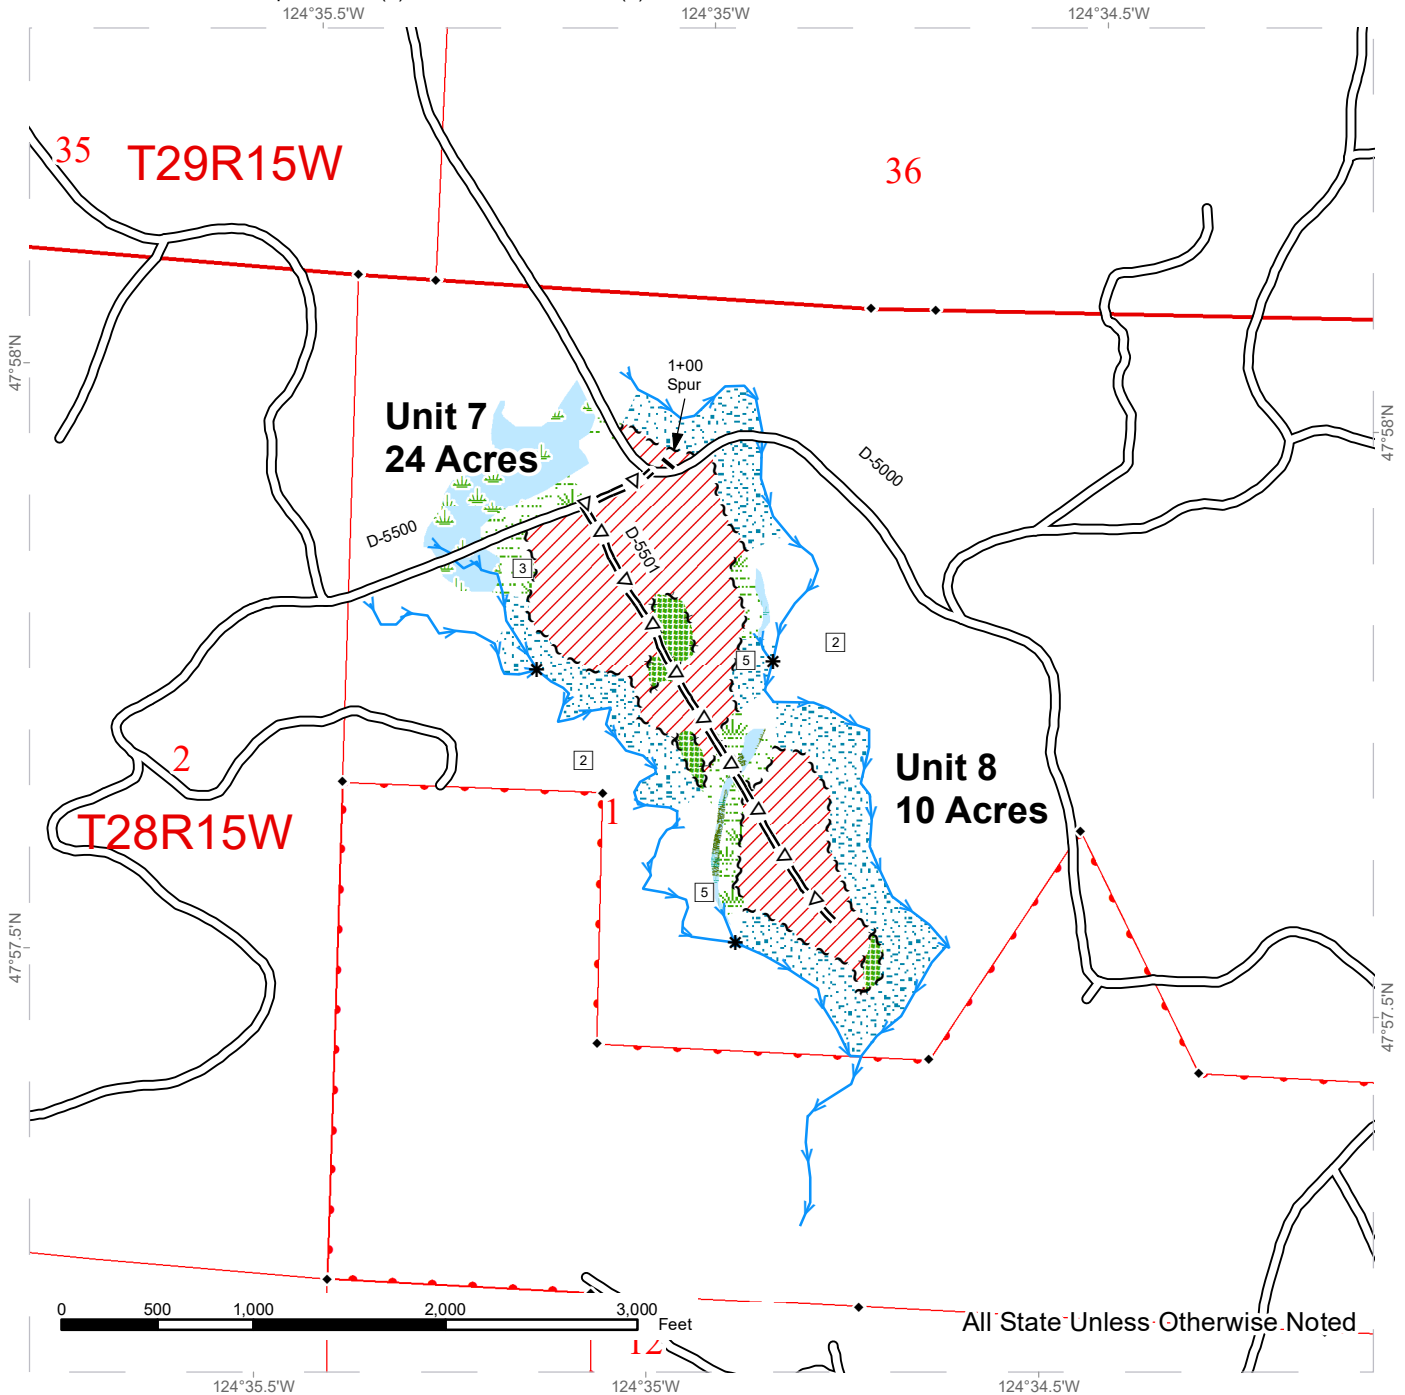 124°35.5'W
124°35'W
124°34.5'W
35
T29R15W
36
47°58'N
47°58'N
1+00
Spur
Unit 7
24 Acres
D-5000
D-5500
D-5501
3
2
5
2
2
Unit 8
10 Acres
1
T28R15W
5
47°57.5'N
47°57.5'N
0
500
1,000
2,000
3,000
Feet
All State Unless Otherwise Noted
12
124°35.5'W
124°35'W
124°34.5'W